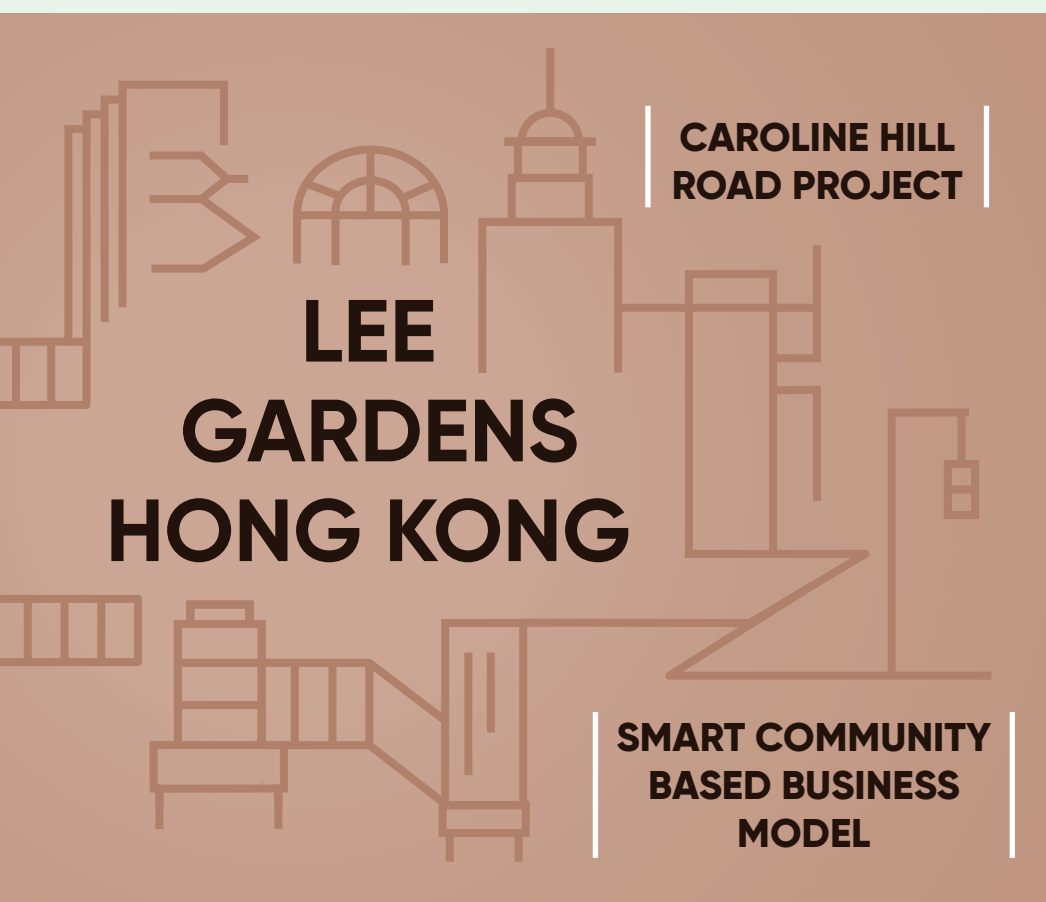 CAROLINE HILL
ROAD PROJECT
LEE
GARDENS
HONG KONG
SMART COMMUNITY
BASED BUSINESS
MODEL